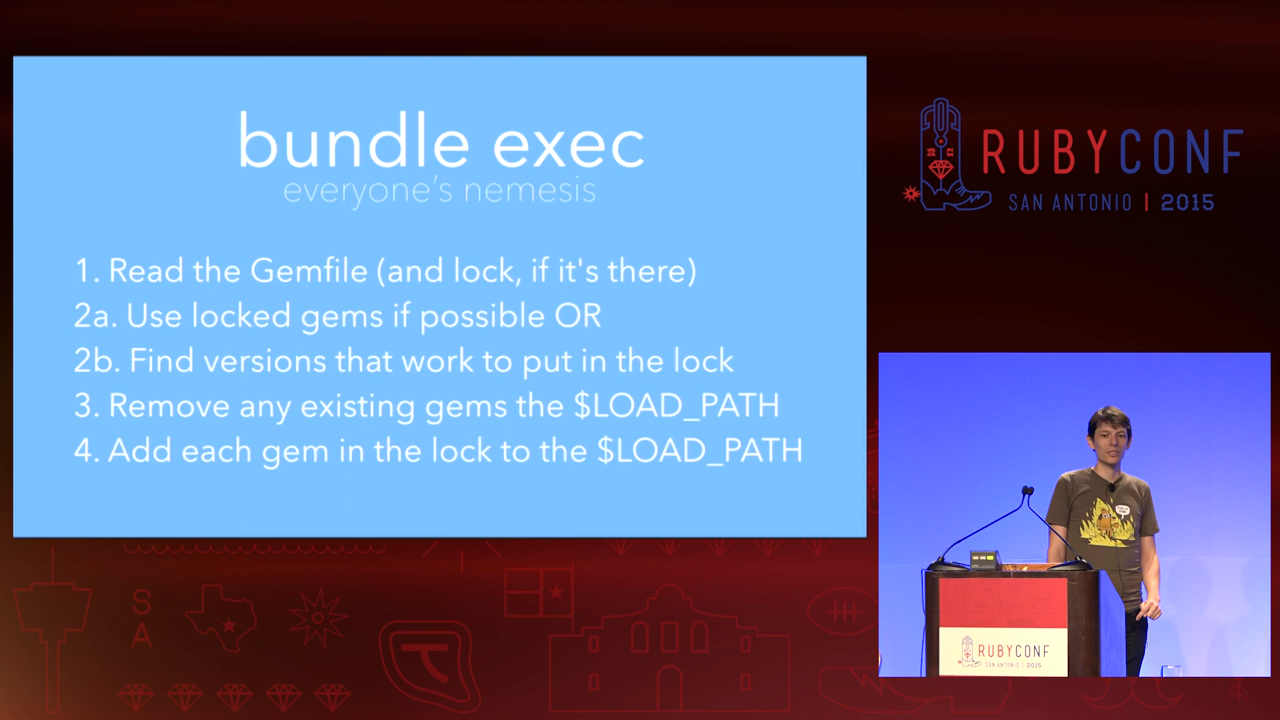 bundle exec
everyone's nemesis
1. Read the Gemfile (and lock, if it's there)
2a. Use locked gems if possible OR
2b. Find versions that work to put in the lock
3. Remove any existing gems the $LOAD_PATH
4. Add each gem in the lock to the $LOAD_PATH
RUBYCONF
SAN ANTONIO | 2015
RUBYCONF
SAN ANTONIO | 2015
S
A